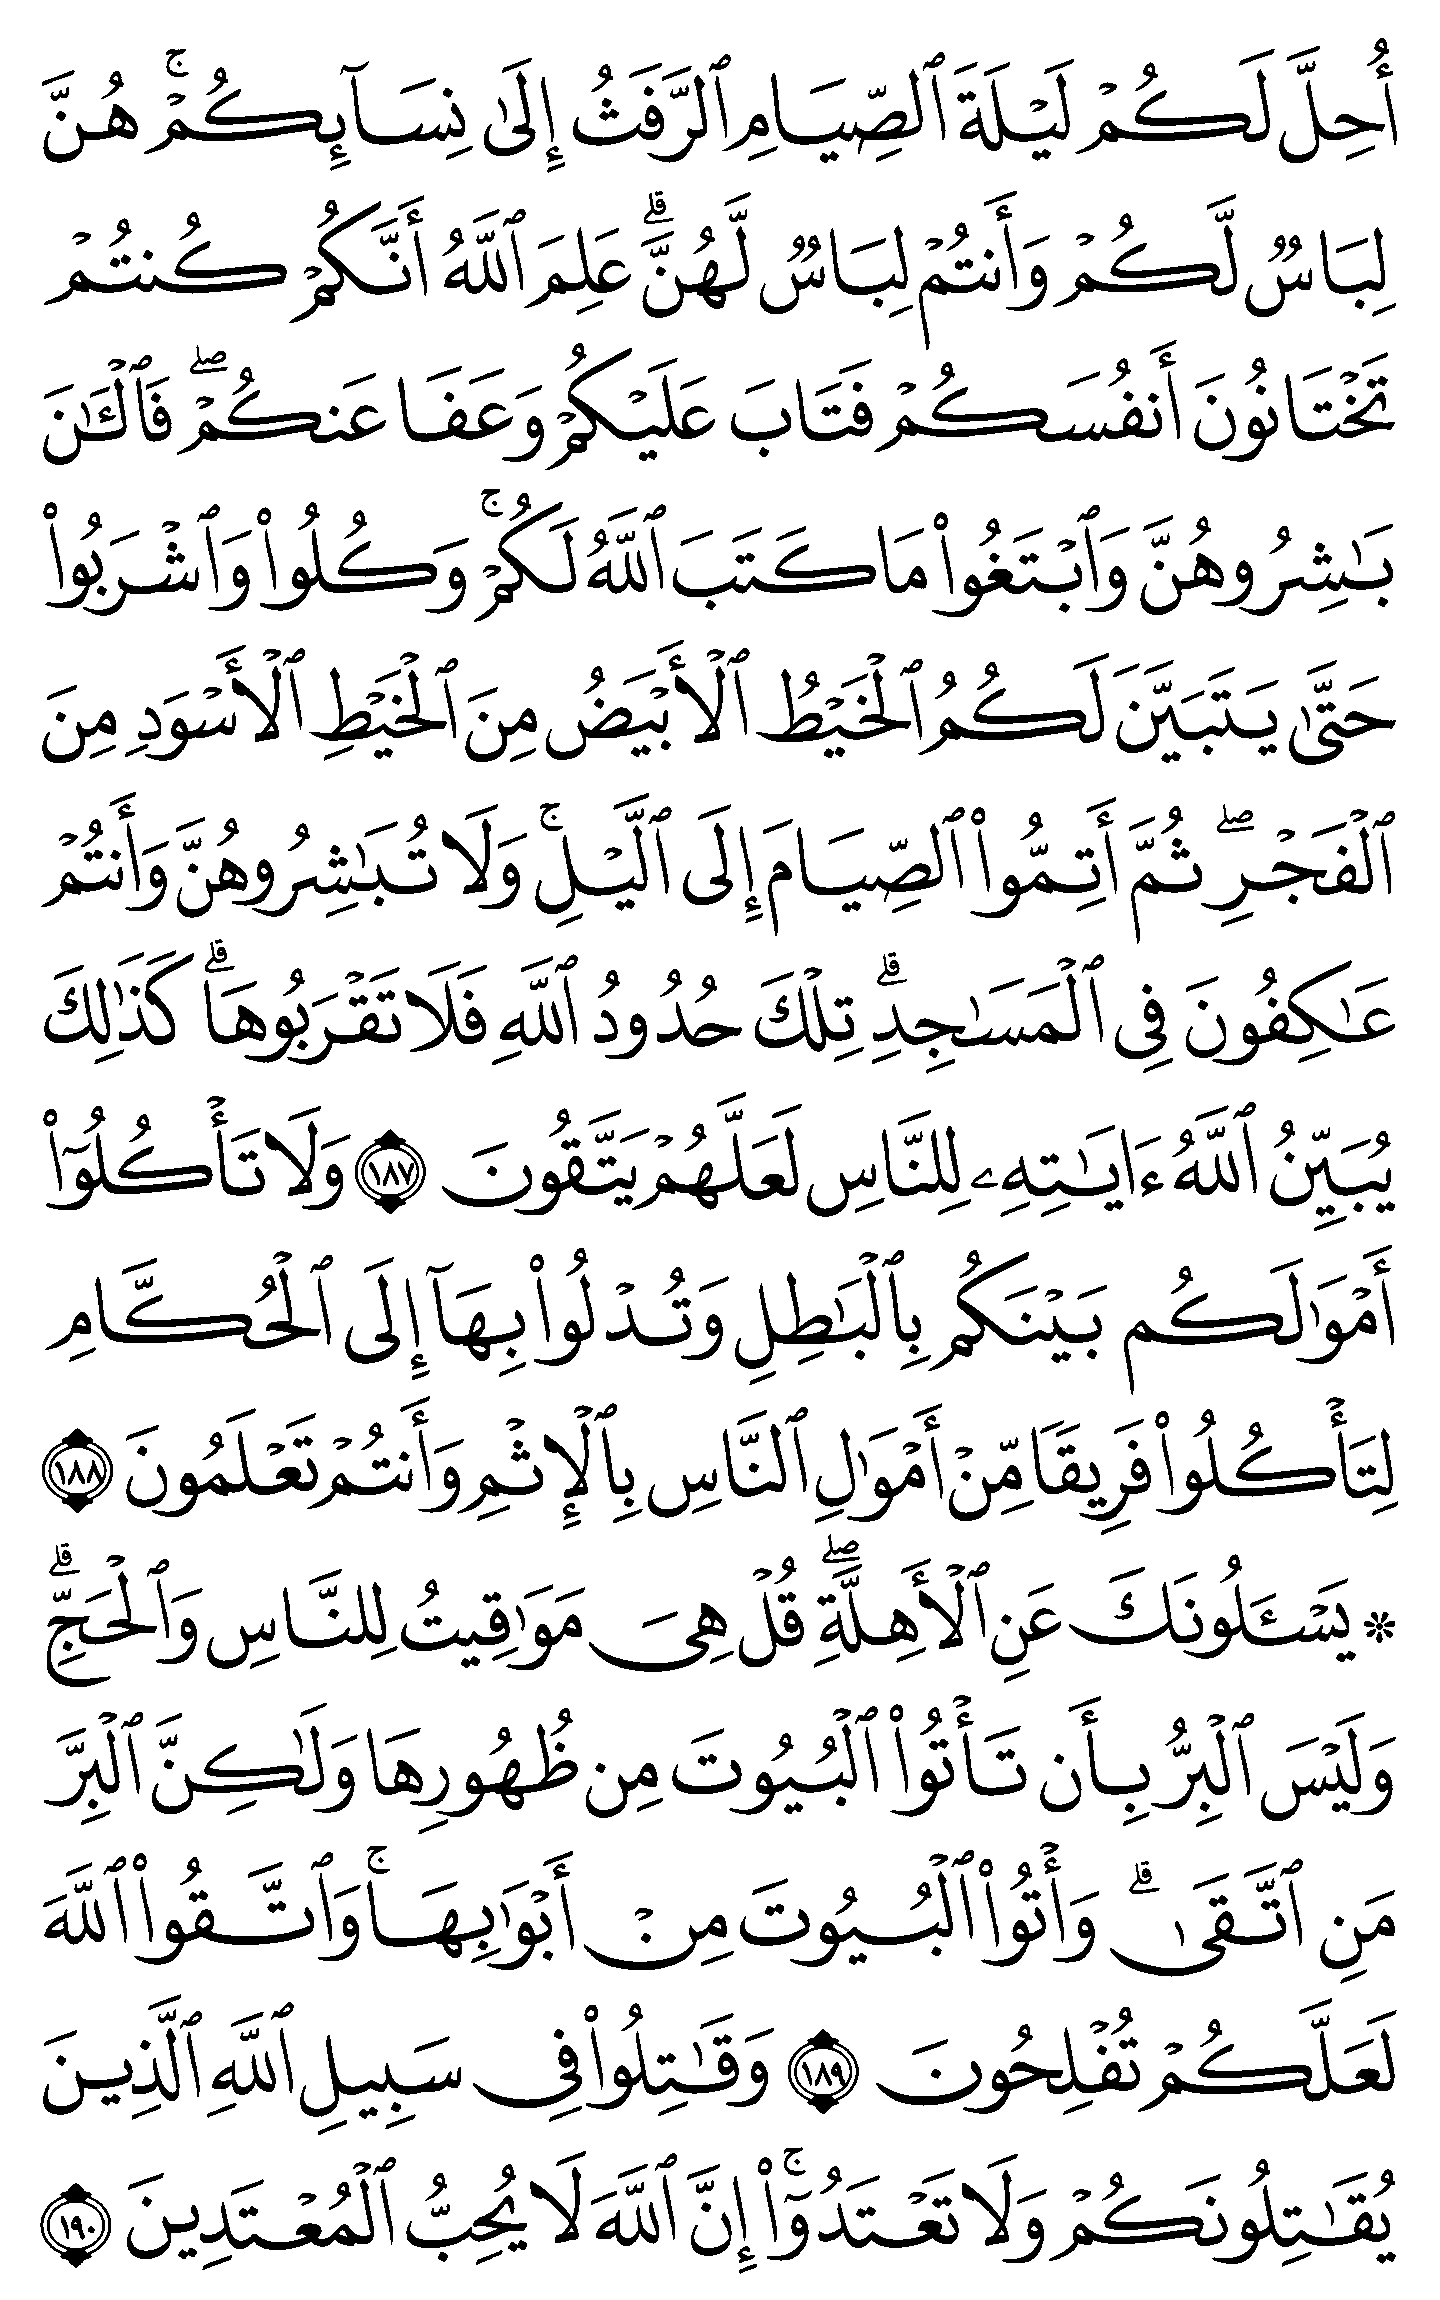 أُحِلَّ لَكُمْ لَيْلَةَ ٱلصِّيَامِ ٱلرَّفَثُ إِلَىٰ نِسَآئِكُمْۚ هُنَّ
لِبَاسٌ لَّكُمْ وَأَنتُمْ لِبَاسٌ لَّهُنَّۗ عَلِمَ ٱللَّهُ أَنَّكُمْ كُنتُمْ
تَخْتَانُونَ أَنفُسَكُمْ فَتَابَ عَلَيْكُمْ وَعَفَا عَنكُمْۖ فَٱلْـَٰٔنَ
بَـٰشِرُوهُنَّ وَٱبْتَغُوا۟ مَا كَتَبَ ٱللَّهُ لَكُمْۚ وَكُلُوا۟ وَٱشْرَبُوا۟
حَتَّىٰ يَتَبَيَّنَ لَكُمُ ٱلْخَيْطُ ٱلْأَبْيَضُ مِنَ ٱلْخَيْطِ ٱلْأَسْوَدِ مِنَ
ٱلْفَجْرِۖ ثُمَّ أَتِمُّوا۟ ٱلصِّيَامَ إِلَى ٱلَّيْلِۚ وَلَا تُبَـٰشِرُوهُنَّ وَأَنتُمْ
عَـٰكِفُونَ فِى ٱلْمَسَـٰجِدِۗ تِلْكَ حُدُودُ ٱللَّهِ فَلَا تَقْرَبُوهَاۗ كَذَٰلِكَ
يُبَيِّنُ ٱللَّهُ ءَايَـٰتِهِۦ لِلنَّاسِ لَعَلَّهُمْ يَتَّقُونَ ١٨٧ وَلَا تَأْكُلُوٓا۟
أَمْوَٰلَكُم بَيْنَكُم بِٱلْبَـٰطِلِ وَتُدْلُوا۟ بِهَآ إِلَى ٱلْحُكَّامِ
لِتَأْكُلُوا۟ فَرِيقًا مِّنْ أَمْوَٰلِ ٱلنَّاسِ بِٱلْإِثْمِ وَأَنتُمْ تَعْلَمُونَ ١٨٨
۞ يَسْـَٔلُونَكَ عَنِ ٱلْأَهِلَّةِۖ قُلْ هِىَ مَوَٰقِيتُ لِلنَّاسِ وَٱلْحَجِّۗ
وَلَيْسَ ٱلْبِرُّ بِأَن تَأْتُوا۟ ٱلْبُيُوتَ مِن ظُهُورِهَا وَلَـٰكِنَّ ٱلْبِرَّ
مَنِ ٱتَّقَىٰۗ وَأْتُوا۟ ٱلْبُيُوتَ مِنْ أَبْوَٰبِهَاۚ وَٱتَّقُوا۟ ٱللَّهَ
لَعَلَّكُمْ تُفْلِحُونَ ١٨٩ وَقَـٰتِلُوا۟ فِى سَبِيلِ ٱللَّهِ ٱلَّذِينَ
يُقَـٰتِلُونَكُمْ وَلَا تَعْتَدُوٓا۟ۚ إِنَّ ٱللَّهَ لَا يُحِبُّ ٱلْمُعْتَدِينَ ١٩٠